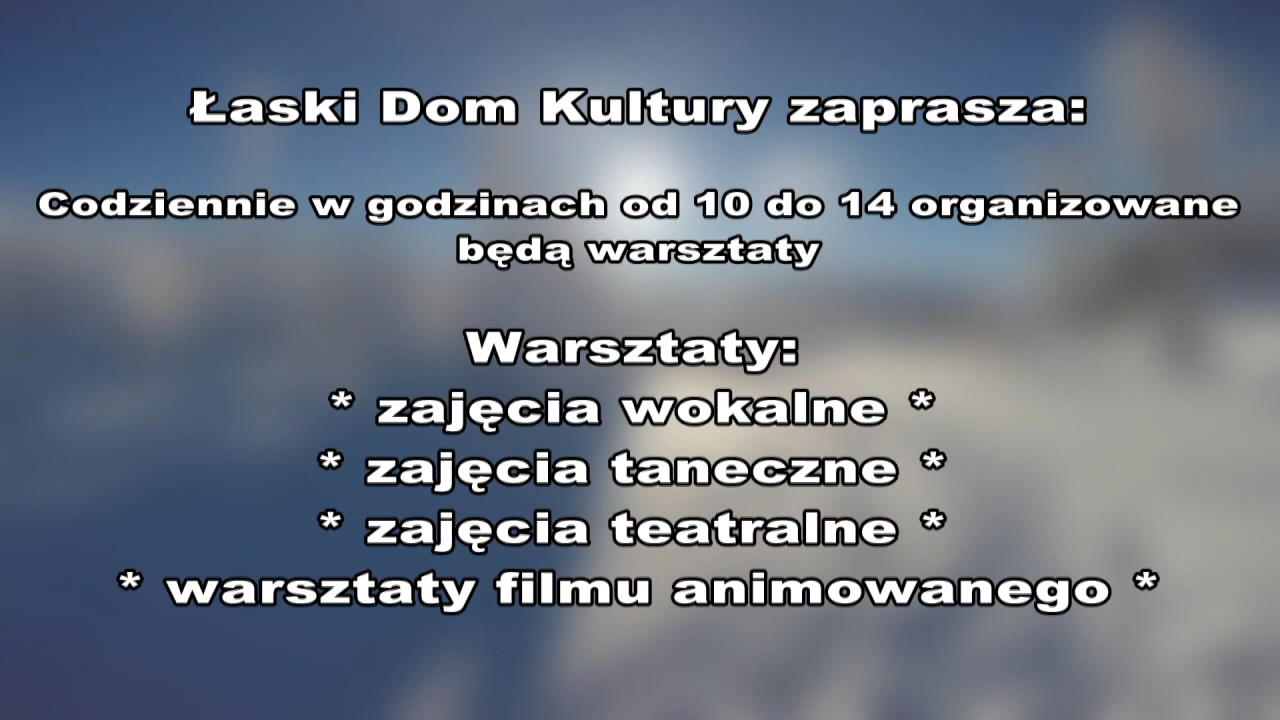 Łaski Dom Kultury zaprasza:
Codziennie w godzinach od 10 do 14 organizowane
będą warsztaty
Warsztaty:
* zajęcia wokalne *
* zajęcia taneczne *
* zajęcia teatralne *
* warsztaty filmu animowanego *